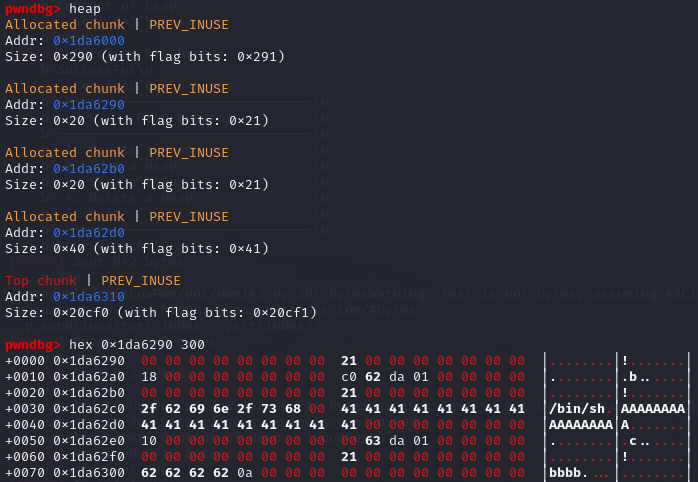 pwndbg> heap
Allocated chunk | PREV_INUSE
Addr: 0x1da6000
Size: 0x290 (with flag bits: 0x291)
Allocated chunk | PREV_INUSE
Addr: 0x1da6290
Size: 0x20 (with flag bits: 0x21)
Allocated chunk | PREV_INUSE
Addr: 0x1da62b0
Size: 0x20 (with flag bits: 0x21)
Allocated chunk | PREV_INUSE
Addr: 0x1da62d0
Size: 0x40 (with flag bits: 0x41)
Top chunk | PREV_INUSE
Addr: 0x1da6310
Size: 0x20cf0 (with flag bits: 0x20cf1)
pwndbg> hex 0x1da6290 300
+0000 0x1da6290 00 00 00 00 00 00 00 00 21 00 00 00 00 00 00 00 |........|!.......|
+0010 0x1da62a0 18 00 00 00 00 00 00 00 c0 62 da 01 00 00 00 00 |........|.b......|
+0020 0x1da62b0 00 00 00 00 00 00 00 00 21 00 00 00 00 00 00 00 |........|!.......|
+0030 0x1da62c0 2f 62 69 6e 2f 73 68 00 41 41 41 41 41 41 41 41 |/bin/sh.|AAAAAAAA|
+0040 0x1da62d0 41 41 41 41 41 41 41 41 41 00 00 00 00 00 00 00 |AAAAAAAA|A.......|
+0050 0x1da62e0 10 00 00 00 00 00 00 00 00 63 da 01 00 00 00 00 |........|.c......|
+0060 0x1da62f0 00 00 00 00 00 00 00 00 21 00 00 00 00 00 00 00 |........|!.......|
+0070 0x1da6300 62 62 62 62 0a 00 00 00 00 00 00 00 00 00 00 00 |bbbb....|........|